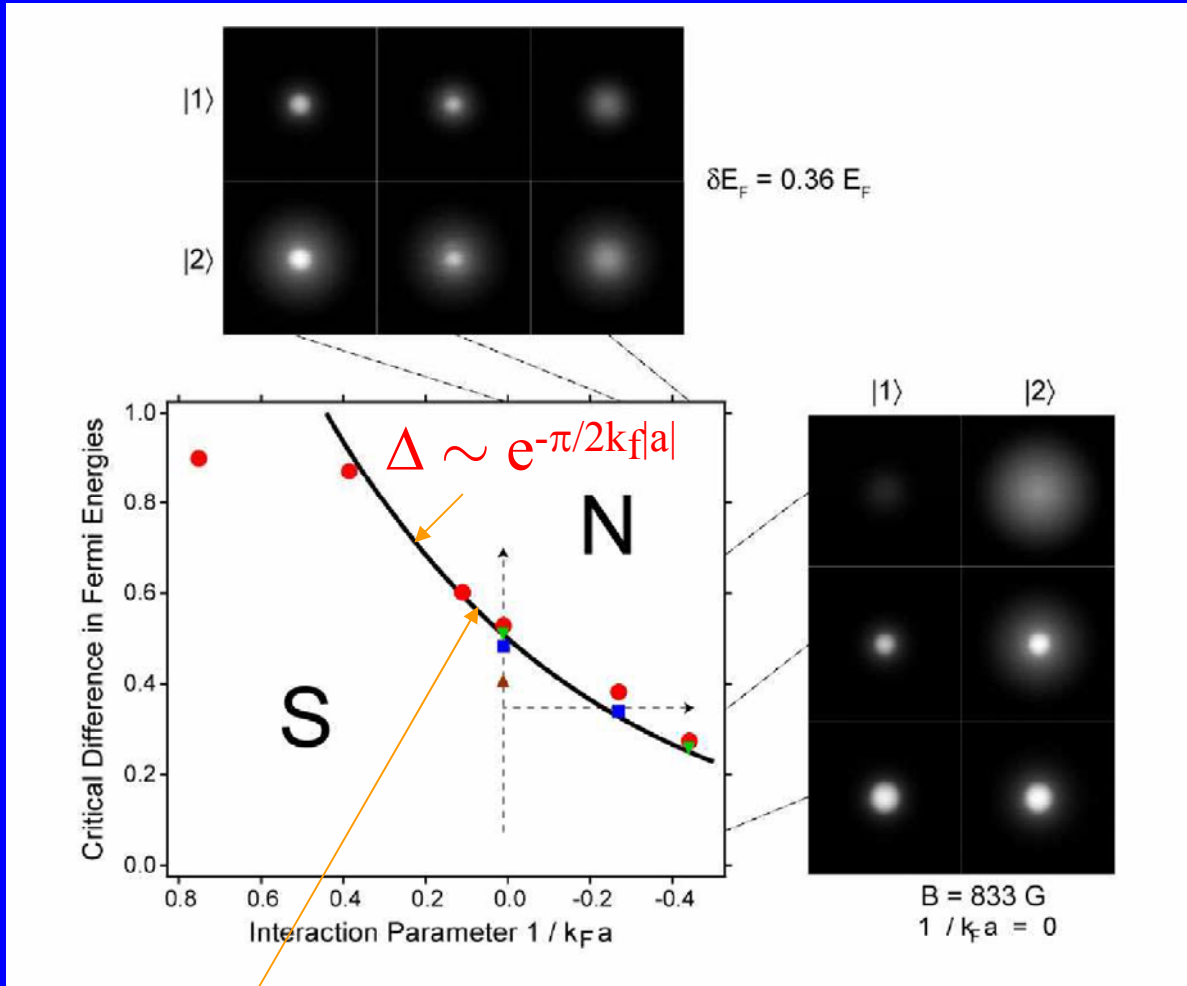 |1⟩
|2⟩
δE_F = 0.36 E_F
|1⟩ |2⟩
Critical Difference in Fermi Energies
1.0
0.8
0.6
0.4
0.2
0.0
Δ ∼ e^{-π/2k_f|a|}
N
S
0.8 0.6 0.4 0.2 0.0 -0.2 -0.4
Interaction Parameter 1 / k_F a
B = 833 G
1 / k_F a = 0